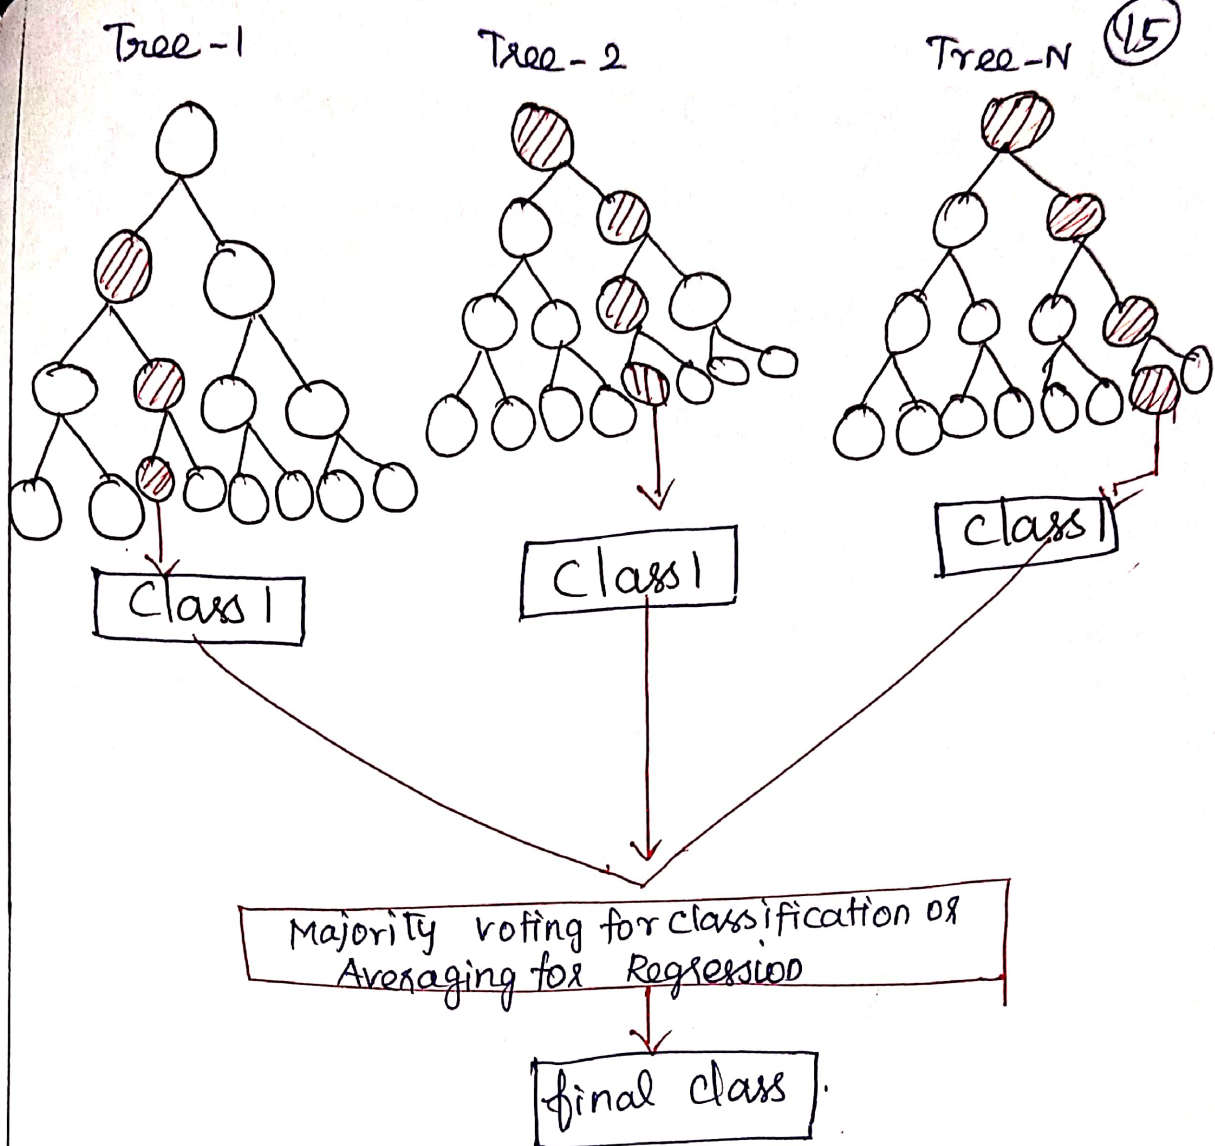 Tree-1
Tree-2
Tree-N
45
Class 1
Class 1
Class 1
Majority voting for classification or
Averaging for Regression
final class.